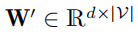 𝐖′ ∈ ℝ^{d×|𝒱|}